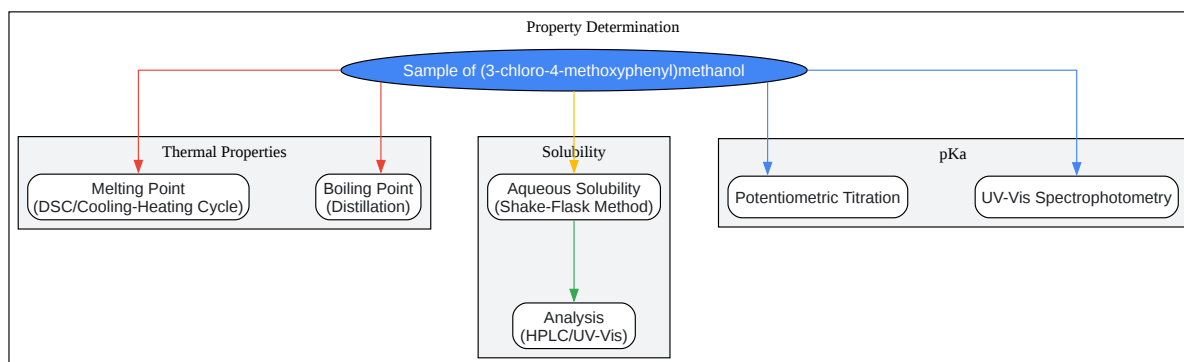 Property Determination
Sample of (3-chloro-4-methoxyphenyl)methanol
Thermal Properties
Melting Point
(DSC/Cooling-Heating Cycle)
Boiling Point
(Distillation)
Solubility
Aqueous Solubility
(Shake-Flask Method)
Analysis
(HPLC/UV-Vis)
pKa
Potentiometric Titration
UV-Vis Spectrophotometry